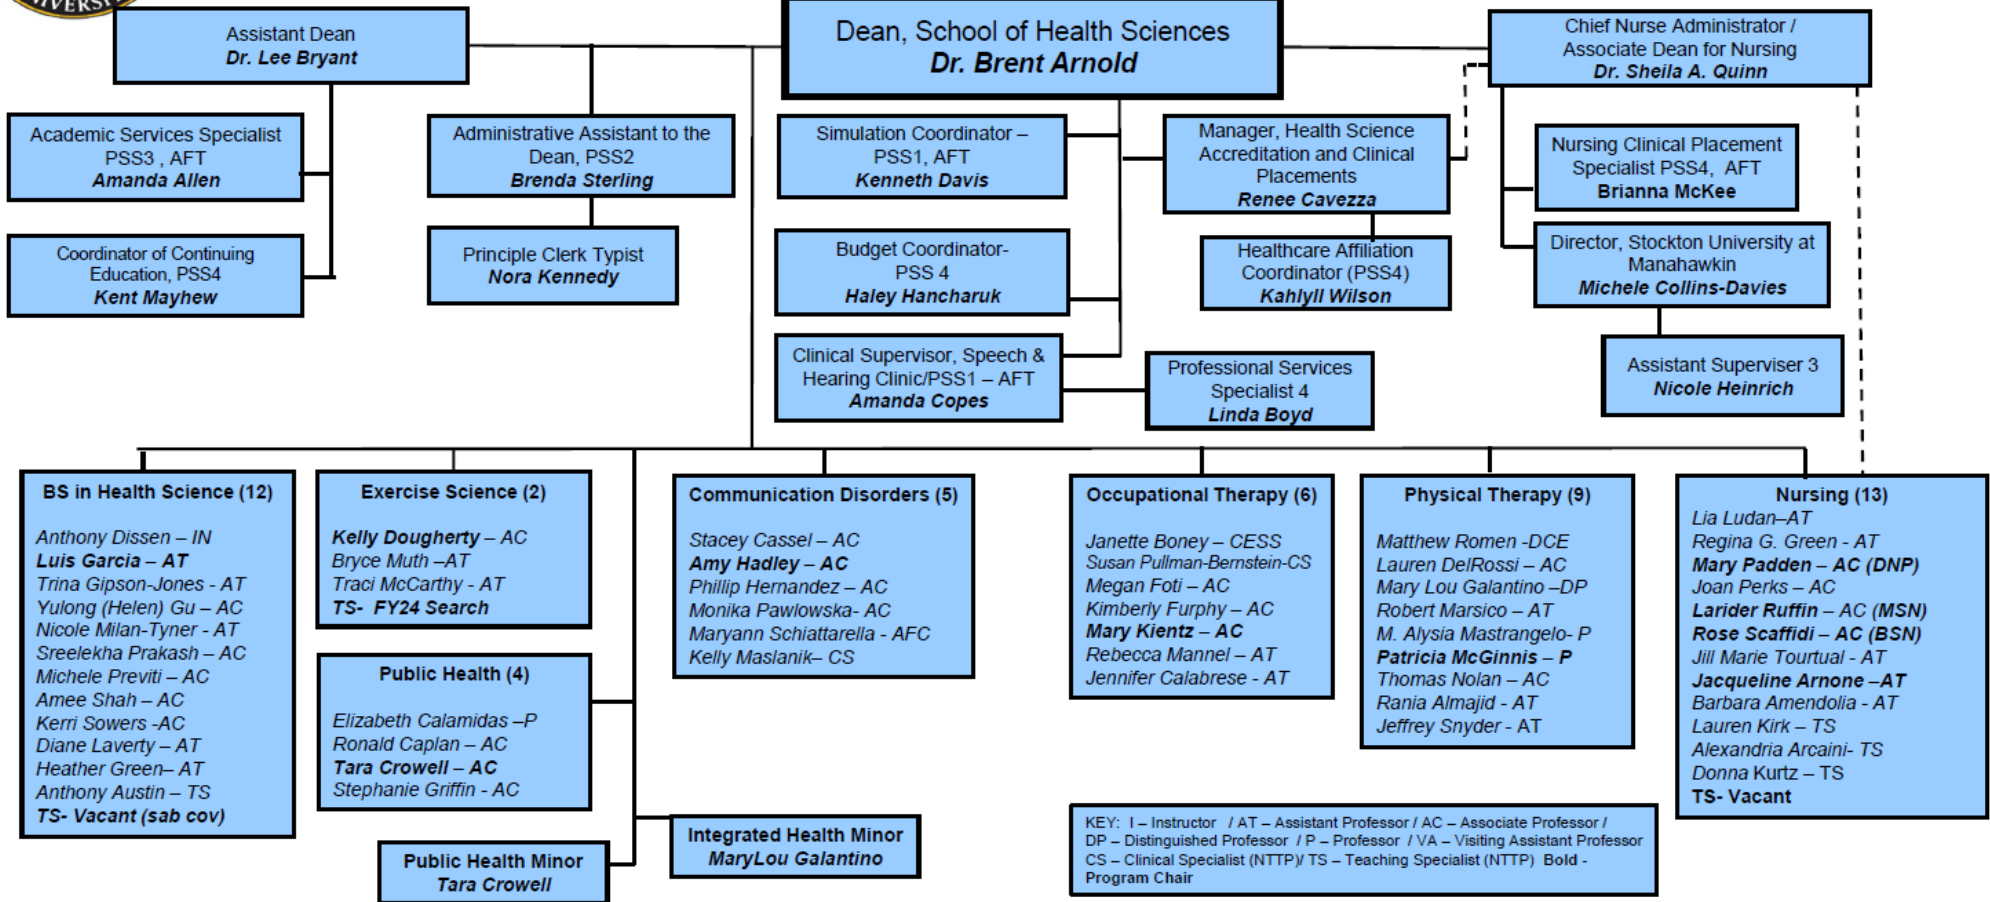 IVERSI
Assistant Dean
Dr. Lee Bryant
Dean, School of Health Sciences
Dr. Brent Arnold
Chief Nurse Administrator /
Associate Dean for Nursing
Dr. Sheila A. Quinn
Academic Services Specialist
PSS3 , AFT
Amanda Allen
Administrative Assistant to the
Dean, PSS2
Brenda Sterling
Simulation Coordinator –
PSS1, AFT
Kenneth Davis
Manager, Health Science
Accreditation and Clinical
Placements
Renee Cavezza
Nursing Clinical Placement
Specialist PSS4, AFT
Brianna McKee
Coordinator of Continuing
Education, PSS4
Kent Mayhew
Principle Clerk Typist
Nora Kennedy
Budget Coordinator-
PSS 4
Haley Hancharuk
Healthcare Affiliation
Coordinator (PSS4)
Kahlyll Wilson
Director, Stockton University at
Manahawkin
Michele Collins-Davies
Clinical Supervisor, Speech &
Hearing Clinic/PSS1 – AFT
Amanda Copes
Professional Services
Specialist 4
Linda Boyd
Assistant Superviser 3
Nicole Heinrich
BS in Health Science (12)
Anthony Dissen – IN
Luis Garcia – AT
Trina Gipson-Jones - AT
Yulong (Helen) Gu – AC
Nicole Milan-Tyner - AT
Sreelekha Prakash – AC
Michele Previti – AC
Amee Shah – AC
Kerri Sowers -AC
Diane Laverty – AT
Heather Green– AT
Anthony Austin – TS
TS- Vacant (sab cov)
Exercise Science (2)
Kelly Dougherty – AC
Bryce Muth –AT
Traci McCarthy - AT
TS- FY24 Search
Public Health (4)
Elizabeth Calamidas –P
Ronald Caplan – AC
Tara Crowell – AC
Stephanie Griffin - AC
Public Health Minor
Tara Crowell
Integrated Health Minor
MaryLou Galantino
Communication Disorders (5)
Stacey Cassel – AC
Amy Hadley – AC
Phillip Hernandez – AC
Monika Pawlowska- AC
Maryann Schiattarella - AFC
Kelly Maslanik– CS
Occupational Therapy (6)
Janette Boney – CESS
Susan Pullman-Bernstein-CS
Megan Foti – AC
Kimberly Furphy – AC
Mary Kientz – AC
Rebecca Mannel – AT
Jennifer Calabrese - AT
Physical Therapy (9)
Matthew Romen -DCE
Lauren DelRossi – AC
Mary Lou Galantino –DP
Robert Marsico – AT
M. Alysia Mastrangelo- P
Patricia McGinnis – P
Thomas Nolan – AC
Rania Almajid - AT
Jeffrey Snyder - AT
Nursing (13)
Lia Ludan–AT
Regina G. Green - AT
Mary Padden – AC (DNP)
Joan Perks – AC
Larider Ruffin – AC (MSN)
Rose Scaffidi – AC (BSN)
Jill Marie Tourtual - AT
Jacqueline Arnone –AT
Barbara Amendolia - AT
Lauren Kirk – TS
Alexandria Arcaini- TS
Donna Kurtz – TS
TS- Vacant
KEY: I – Instructor / AT – Assistant Professor / AC – Associate Professor /
DP – Distinguished Professor / P – Professor / VA – Visiting Assistant Professor
CS – Clinical Specialist (NTTP)/ TS – Teaching Specialist (NTTP) Bold -
Program Chair